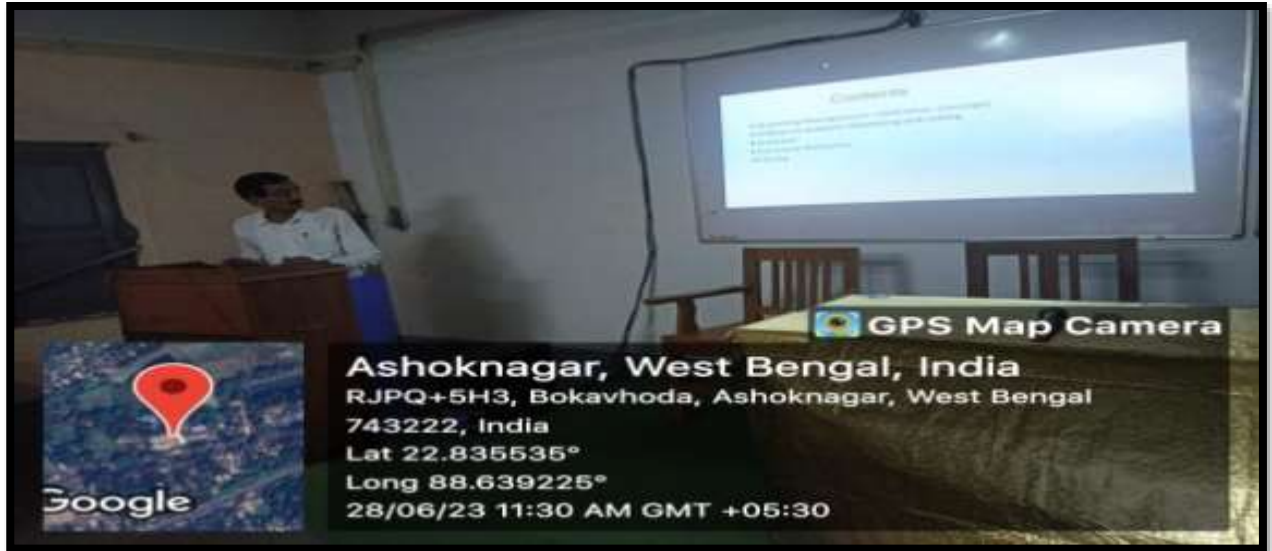 Contents
GPS Map Camera
Ashoknagar, West Bengal, India
RJPQ+5H3, Bokavhoda, Ashoknagar, West Bengal
743222, India
Lat 22.835535°
Long 88.639225°
28/06/23 11:30 AM GMT +05:30
Google